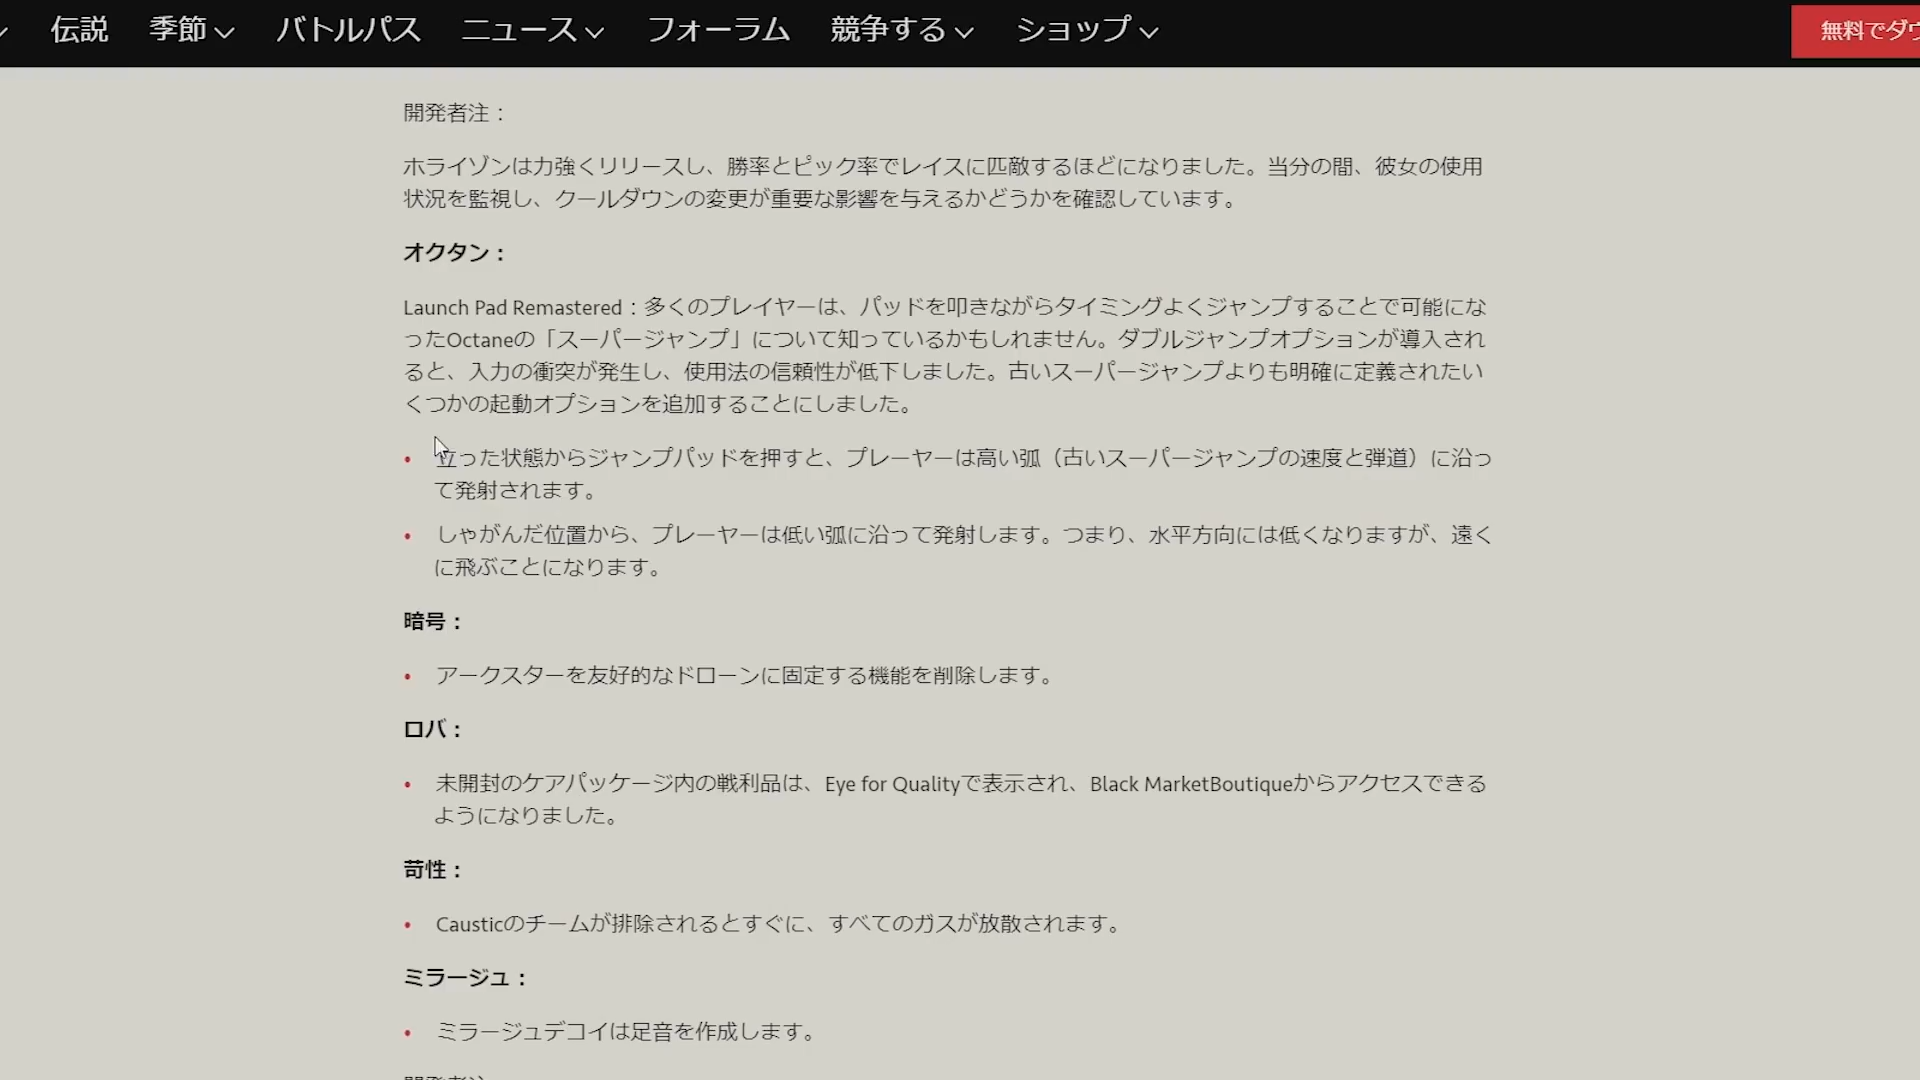 伝説 季節 バトルパス ニュース フォーラム 競争する ショップ 無料でダウ
開発者注：
ホライゾンは力強くリリースし、勝率とピック率でレイスに匹敵するほどになりました。当分の間、彼女の使用
状況を監視し、クールダウンの変更が重要な影響を与えるかどうかを確認しています。
オクタン：
Launch Pad Remastered：多くのプレイヤーは、パッドを叩きながらタイミングよくジャンプすることで可能にな
ったOctaneの「スーパージャンプ」について知っているかもしれません。ダブルジャンプオプションが導入され
ると、入力の衝突が発生し、使用法の信頼性が低下しました。古いスーパージャンプよりも明確に定義されたい
くつかの起動オプションを追加することにしました。
• 立った状態からジャンプパッドを押すと、プレーヤーは高い弧（古いスーパージャンプの速度と弾道）に沿っ
て発射されます。
• しゃがんだ位置から、プレーヤーは低い弧に沿って発射します。つまり、水平方向には低くなりますが、遠く
に飛ぶことになります。
暗号：
• アークスターを友好的なドローンに固定する機能を削除します。
ロバ：
• 未開封のケアパッケージ内の戦利品は、Eye for Qualityで表示され、Black MarketBoutiqueからアクセスできる
ようになりました。
苛性：
• Causticのチームが排除されるとすぐに、すべてのガスが放散されます。
ミラージュ：
• ミラージュデコイは足音を作成します。